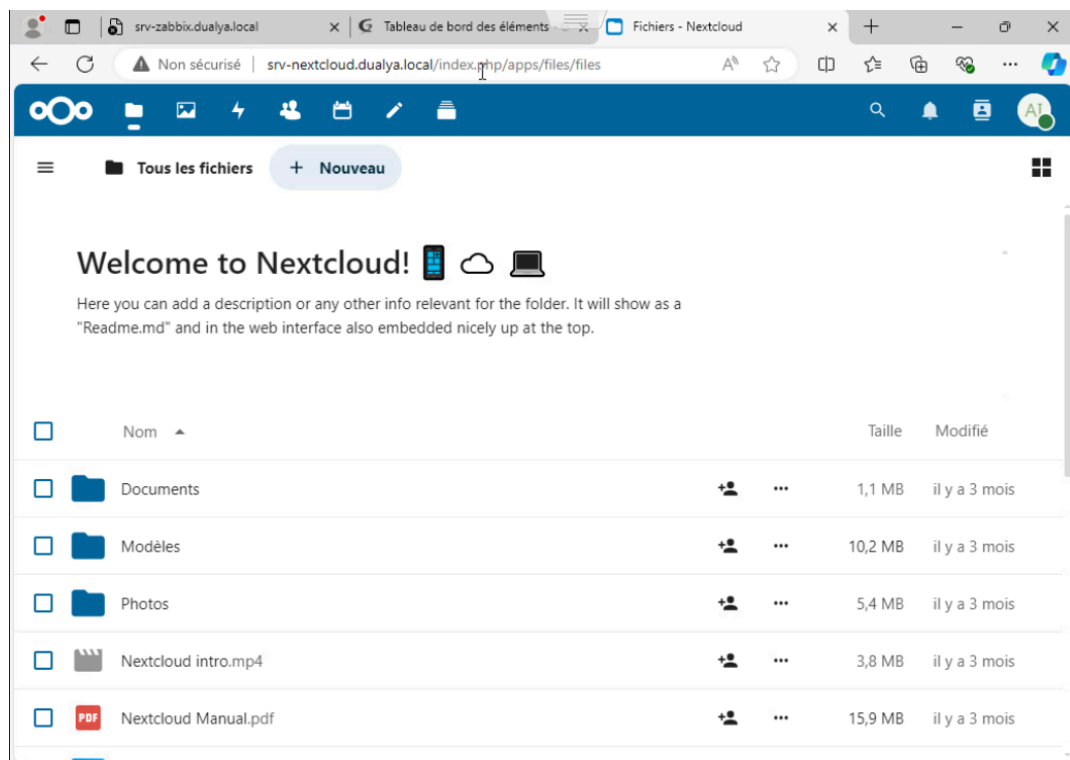 srv-zabbix.dualya.local
Tableau de bord des éléments -
Fichiers - Nextcloud
Non sécurisé
srv-nextcloud.dualya.local/index.php/apps/files/files
AI
Tous les fichiers
+ Nouveau
Welcome to Nextcloud!
Here you can add a description or any other info relevant for the folder. It will show as a
"Readme.md" and in the web interface also embedded nicely up at the top.
Nom
Taille
Modifié
Documents
1,1 MB
il y a 3 mois
Modèles
10,2 MB
il y a 3 mois
Photos
5,4 MB
il y a 3 mois
Nextcloud intro.mp4
3,8 MB
il y a 3 mois
PDF
Nextcloud Manual.pdf
15,9 MB
il y a 3 mois